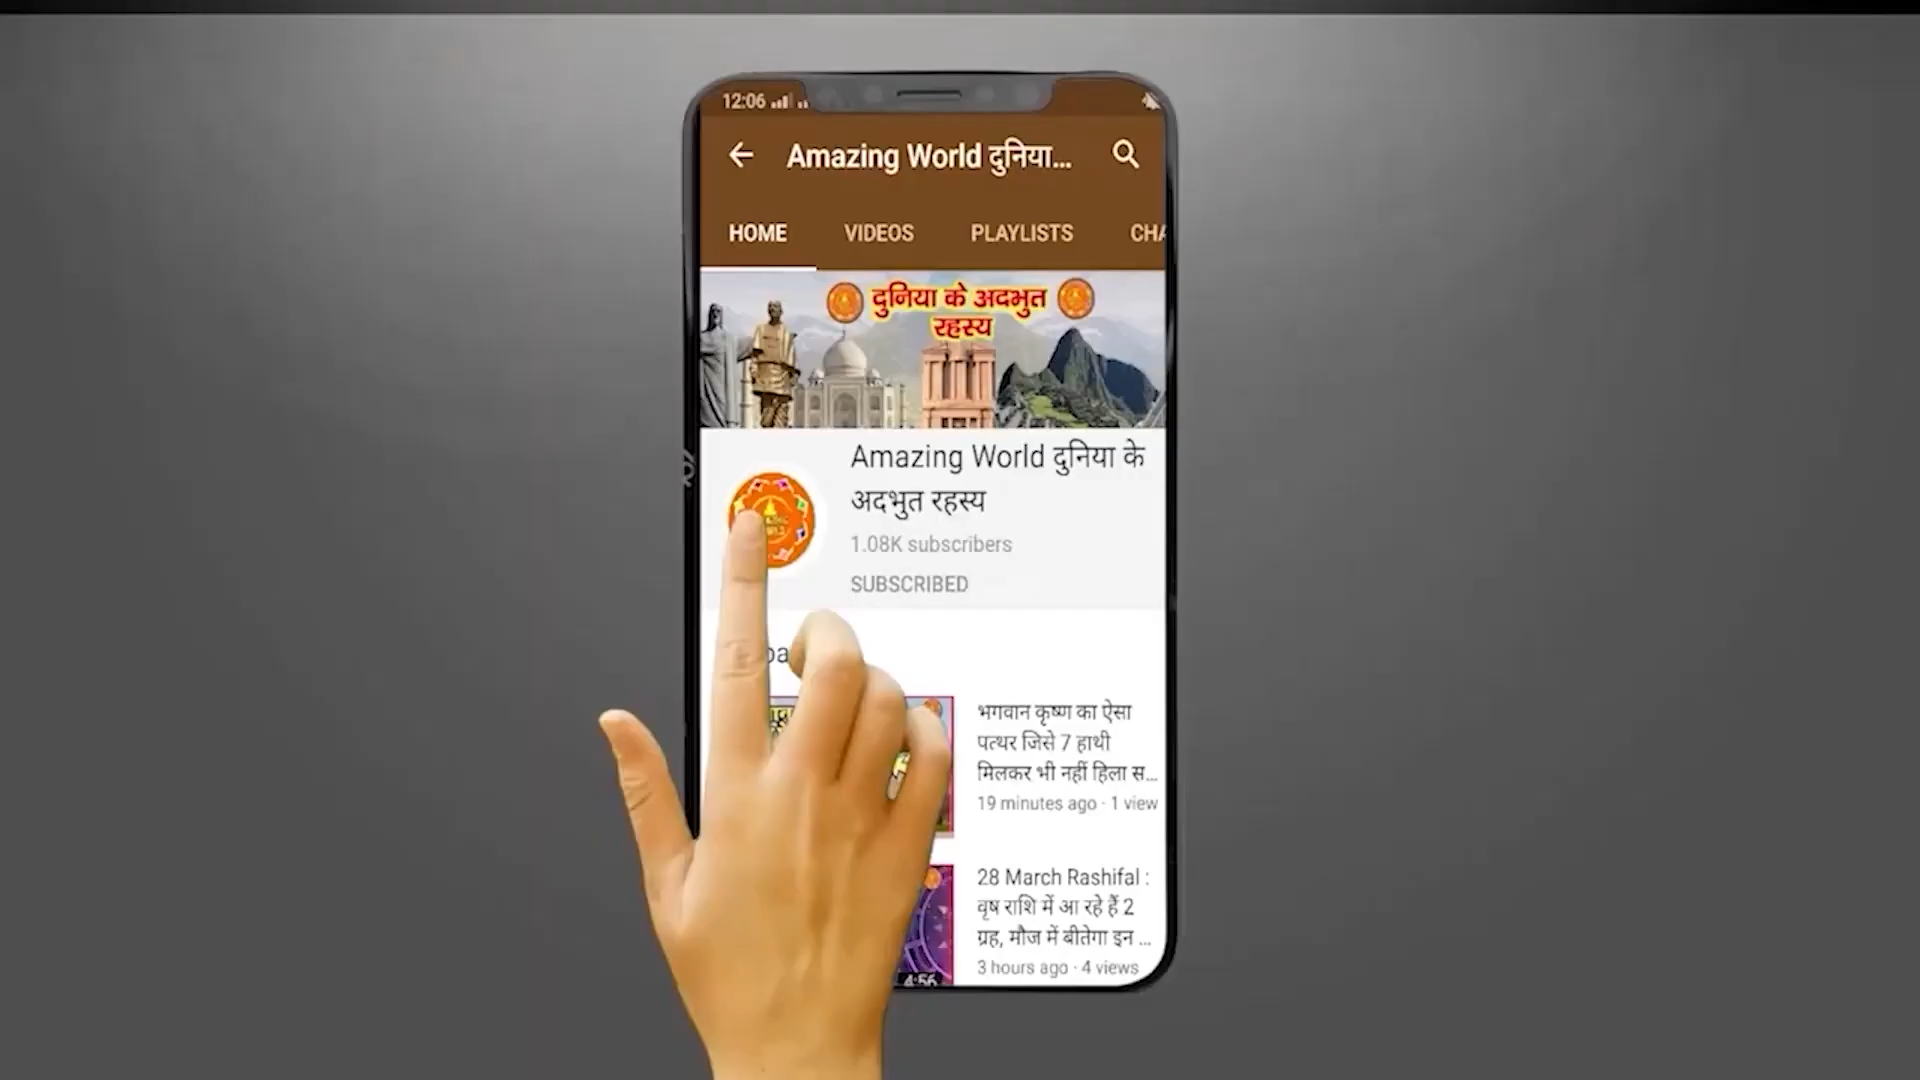 12:06
Amazing World दुनिया...
HOME VIDEOS PLAYLISTS CHA
दुनिया के अदभुत
रहस्य
Amazing World दुनिया के
अदभुत रहस्य
1.08K subscribers
SUBSCRIBED
भगवान कृष्ण का ऐसा
पत्थर जिसे 7 हाथी
मिलकर भी नहीं हिला स...
19 minutes ago · 1 view
28 March Rashifal :
वृष राशि में आ रहे हैं 2
ग्रह, मौज में बीतेगा इन ...
3 hours ago · 4 views
4:56